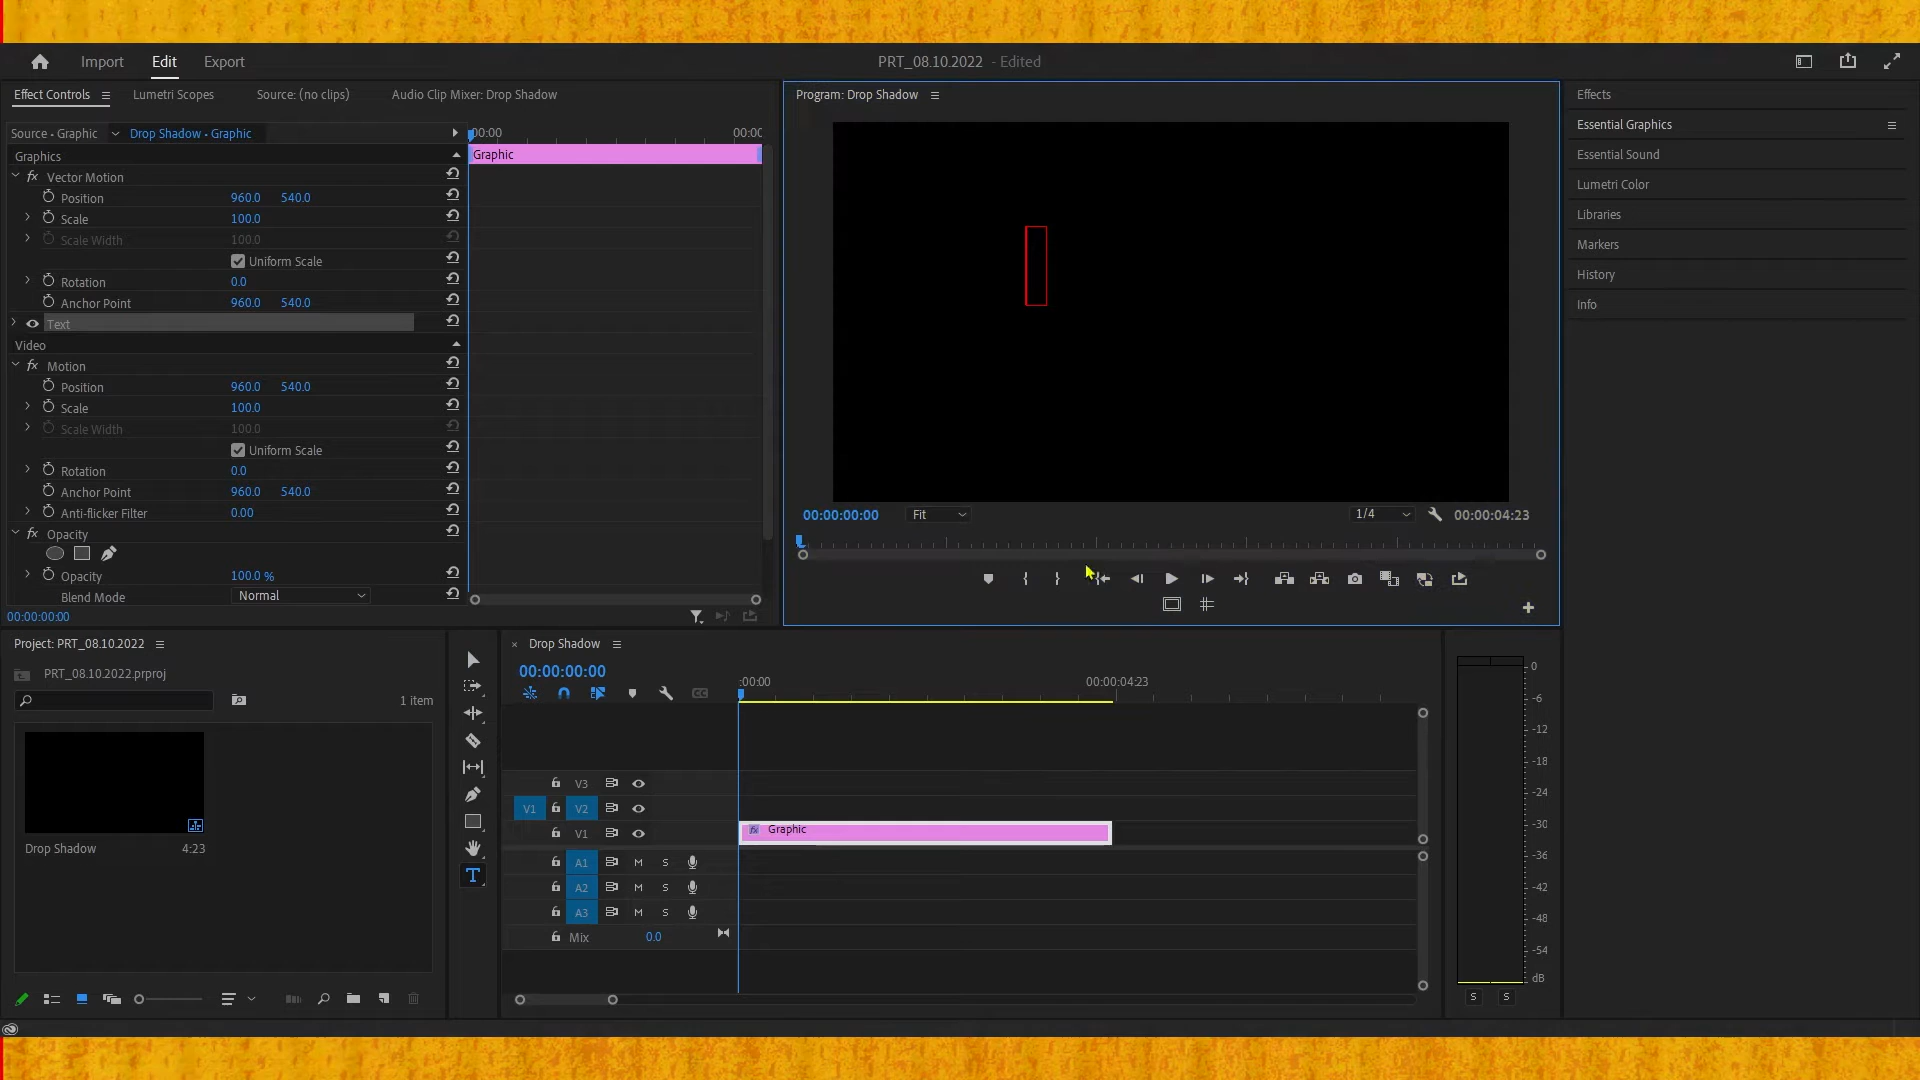 Import
Edit
Export
PRT_08.10.2022 - Edited
Effect Controls
Lumetri Scopes
Source: (no clips)
Audio Clip Mixer: Drop Shadow
Source - Graphic
Drop Shadow - Graphic
:00:00
00:00
Graphics
Graphic
fx Vector Motion
Position 960.0 540.0
Scale 100.0
Scale Width 100.0
Uniform Scale
Rotation 0.0
Anchor Point 960.0 540.0
Text
Video
fx Motion
Position 960.0 540.0
Scale 100.0
Scale Width 100.0
Uniform Scale
Rotation 0.0
Anchor Point 960.0 540.0
Anti-flicker Filter 0.00
fx Opacity
Opacity 100.0 %
Blend Mode Normal
00:00:00:00
Program: Drop Shadow
00:00:00:00
Fit
1/4
00:00:04:23
Effects
Essential Graphics
Essential Sound
Lumetri Color
Libraries
Markers
History
Info
Project: PRT_08.10.2022
PRT_08.10.2022.prproj
1 item
Drop Shadow 4:23
T
× Drop Shadow
00:00:00:00
CC
:00:00
00:00:04:23
V3
V1 V2
V1
fx Graphic
A1 M S
A2 M S
A3 M S
Mix 0.0
0
-6
-12
-18
-24
-30
-36
-42
-48
-54
dB
S S